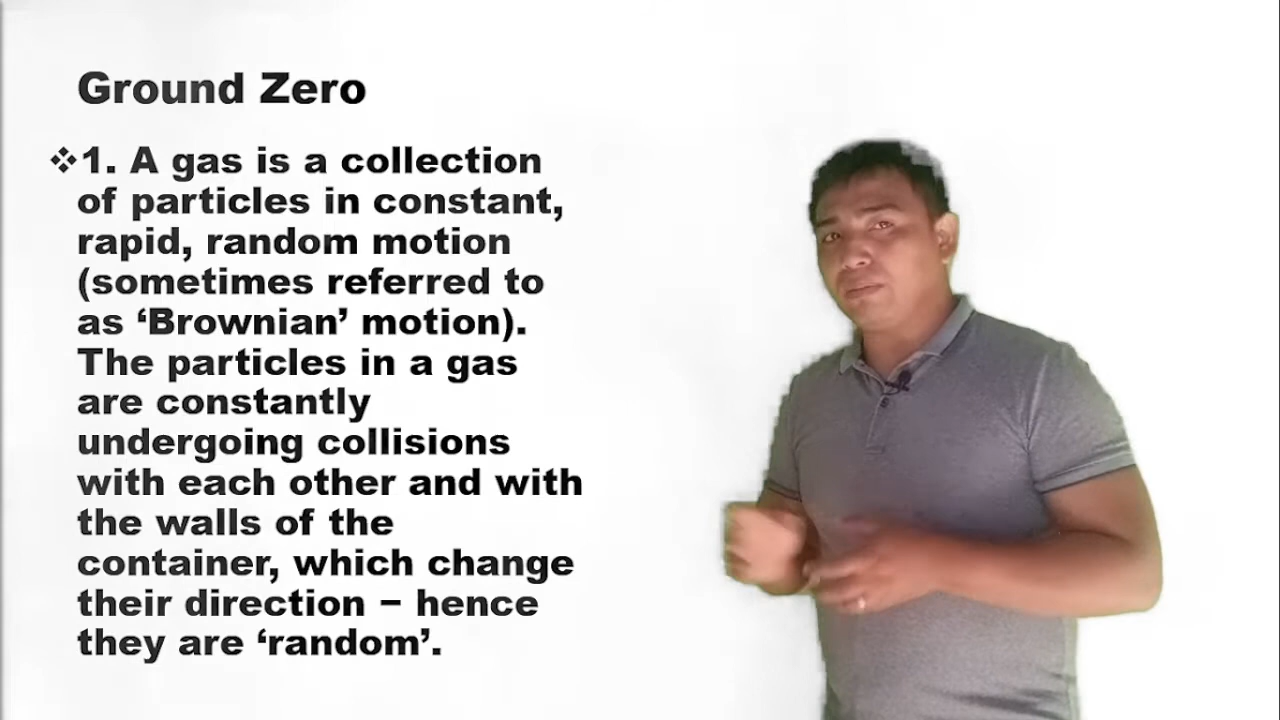 Ground Zero
❖1. A gas is a collection
of particles in constant,
rapid, random motion
(sometimes referred to
as ‘Brownian’ motion).
The particles in a gas
are constantly
undergoing collisions
with each other and with
the walls of the
container, which change
their direction − hence
they are ‘random’.